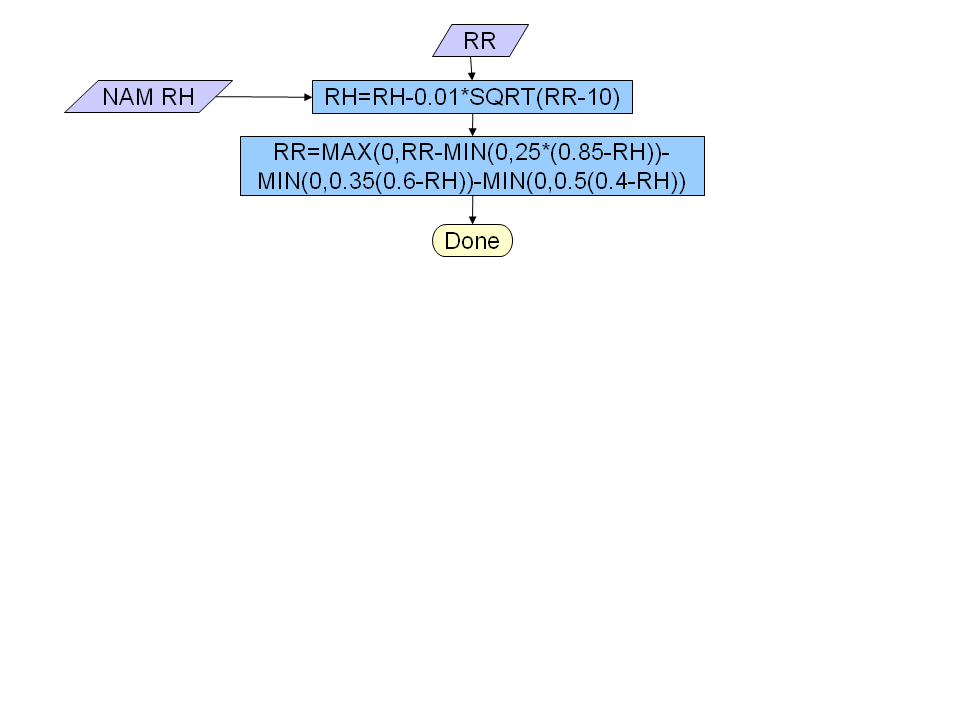 RR
NAM RH
RH=RH-0.01*SQRT(RR-10)
RR=MAX(0,RR-MIN(0,25*(0.85-RH))-
MIN(0,0.35(0.6-RH))-MIN(0,0.5(0.4-RH))
Done